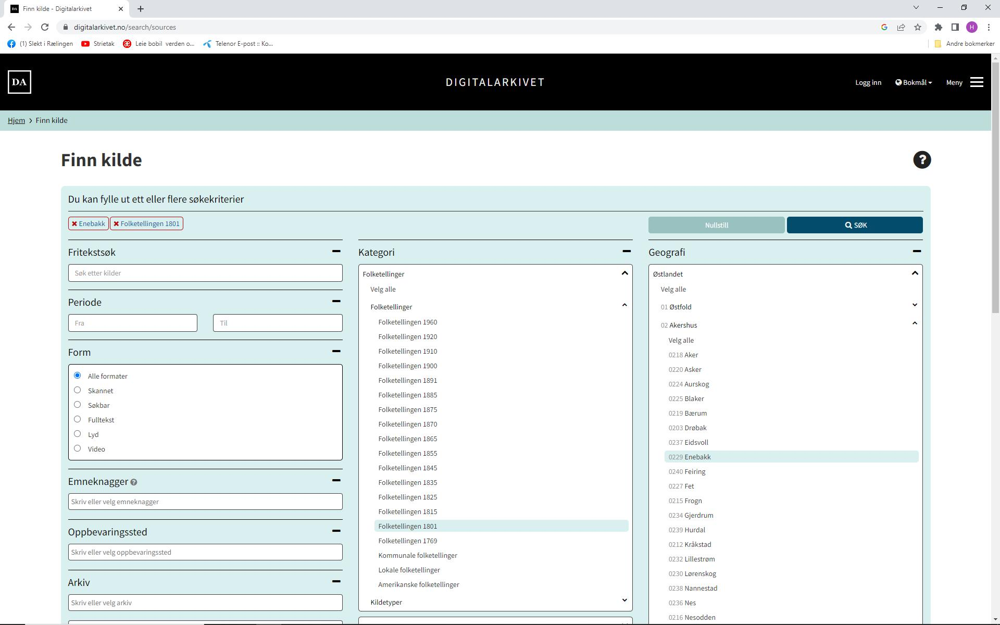 Finn kilde - Digitalarkivet
digitalarkivet.no/search/sources
(1) Slekt i Rælingen
Strietak
Leie bobil verden o...
Telenor E-post :: Ko...
Andre bokmerker
H
DA
DIGITALARKIVET
Logg inn
Bokmål
Meny
Hjem > Finn kilde
Finn kilde
?
Du kan fylle ut ett eller flere søkekriterier
Enebakk
Folketellingen 1801
Nullstill
SØK
Fritekstsøk
Søk etter kilder
Periode
Fra
Til
Form
Alle formater
Skannet
Søkbar
Fulltekst
Lyd
Video
Emneknagger ?
Skriv eller velg emneknagger
Oppbevaringssted
Skriv eller velg oppbevaringssted
Arkiv
Skriv eller velg arkiv
Kategori
Folketellinger
Velg alle
Folketellinger
Folketellingen 1960
Folketellingen 1920
Folketellingen 1910
Folketellingen 1900
Folketellingen 1891
Folketellingen 1885
Folketellingen 1875
Folketellingen 1870
Folketellingen 1865
Folketellingen 1855
Folketellingen 1845
Folketellingen 1835
Folketellingen 1825
Folketellingen 1815
Folketellingen 1801
Folketellingen 1769
Kommunale folketellinger
Lokale folketellinger
Amerikanske folketellinger
Kildetyper
Geografi
Østlandet
Velg alle
01 Østfold
02 Akershus
Velg alle
0218 Aker
0220 Asker
0224 Aurskog
0225 Blaker
0219 Bærum
0203 Drøbak
0237 Eidsvoll
0229 Enebakk
0240 Feiring
0227 Fet
0215 Frogn
0234 Gjerdrum
0239 Hurdal
0212 Kråkstad
0232 Lillestrøm
0230 Lørenskog
0238 Nannestad
0236 Nes
0216 Nesodden